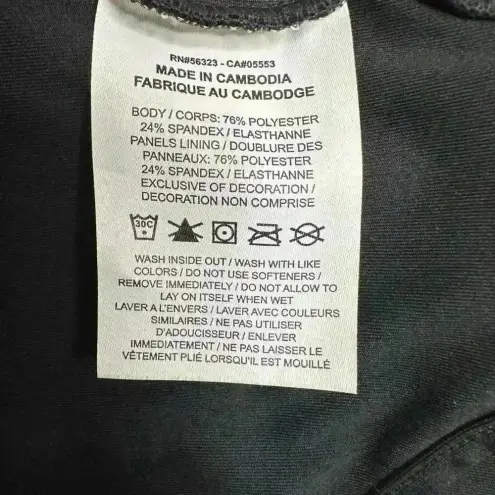 RN#56323 - CA#05553
MADE IN CAMBODIA
FABRIQUE AU CAMBODGE
BODY / CORPS: 76% POLYESTER
24% SPANDEX / ELASTHANNE
PANELS LINING / DOUBLURE DES
PANNEAUX: 76% POLYESTER
24% SPANDEX / ELASTHANNE
EXCLUSIVE OF DECORATION /
DECORATION NON COMPRISE
30C
WASH INSIDE OUT / WASH WITH LIKE
COLORS / DO NOT USE SOFTENERS /
REMOVE IMMEDIATELY / DO NOT ALLOW TO
LAY ON ITSELF WHEN WET
LAVER A L'ENVERS / LAVER AVEC COULEURS
SIMILAIRES / NE PAS UTILISER
D'ADOUCISSEUR / ENLEVER
IMMEDIATEMENT / NE PAS LAISSER LE
VÊTEMENT PLIÉ LORSQU'IL EST MOUILLÉ